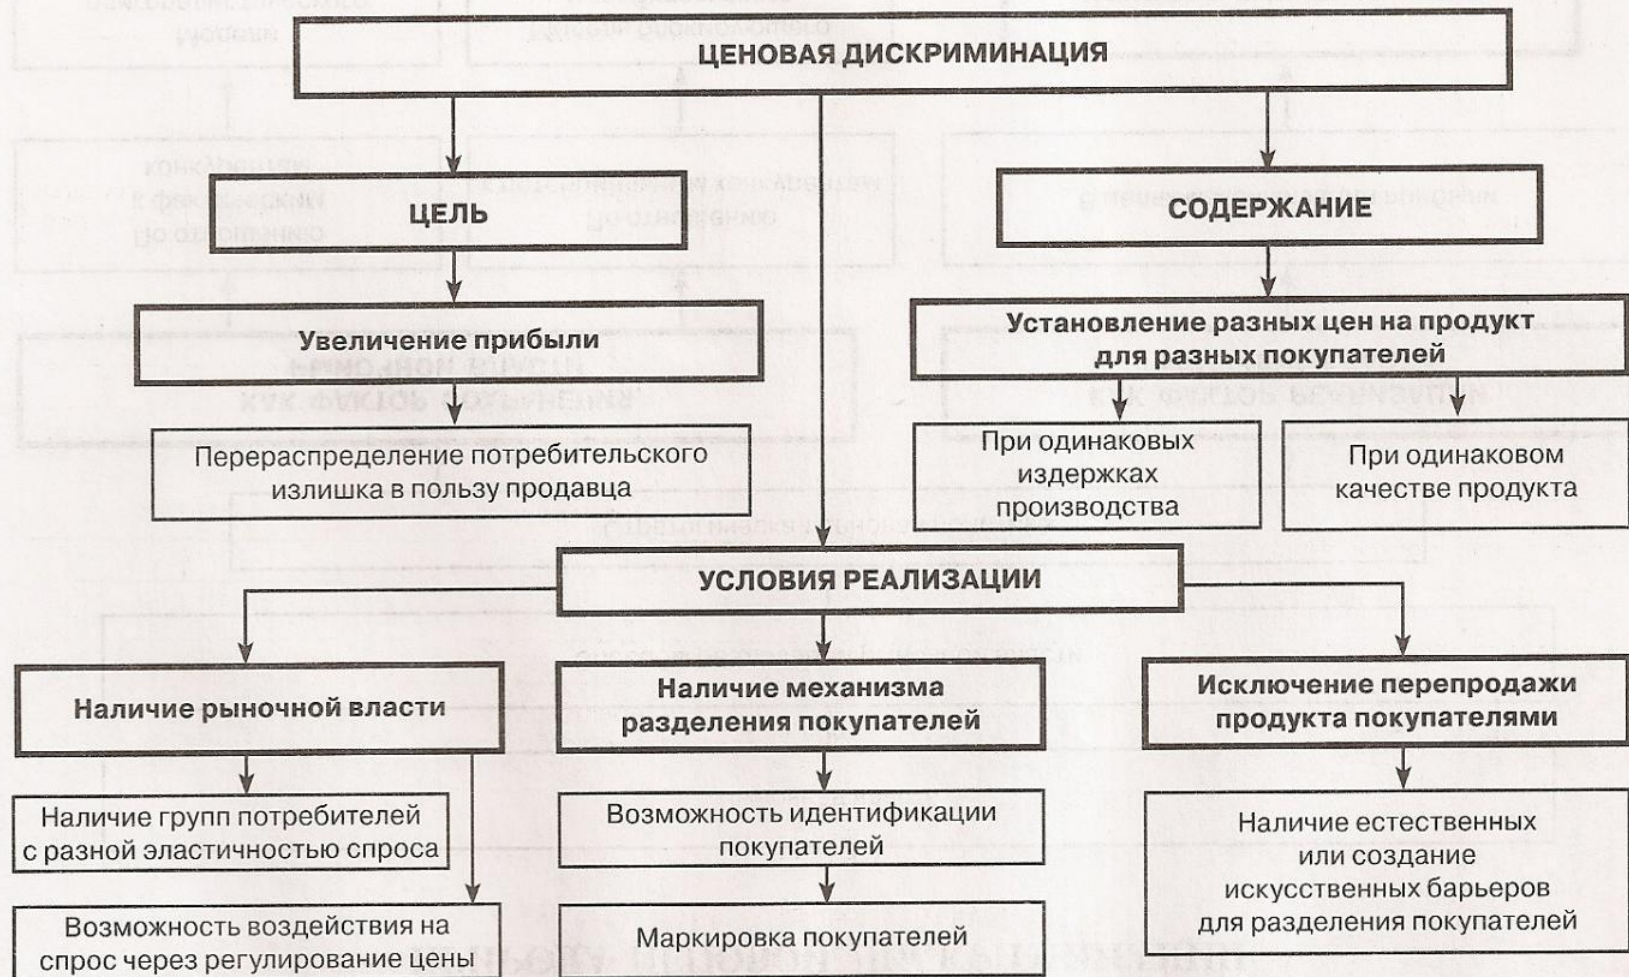 ЦЕНОВАЯ ДИСКРИМИНАЦИЯ
ЦЕЛЬ
СОДЕРЖАНИЕ
Увеличение прибыли
Установление разных цен на продукт
для разных покупателей
Перераспределение потребительского
излишка в пользу продавца
При одинаковых
издержках
производства
При одинаковом
качестве продукта
УСЛОВИЯ РЕАЛИЗАЦИИ
Наличие рыночной власти
Наличие механизма
разделения покупателей
Исключение перепродажи
продукта покупателями
Наличие групп потребителей
с разной эластичностью спроса
Возможность идентификации
покупателей
Наличие естественных
или создание
искусственных барьеров
для разделения покупателей
Возможность воздействия на
спрос через регулирование цены
Маркировка покупателей